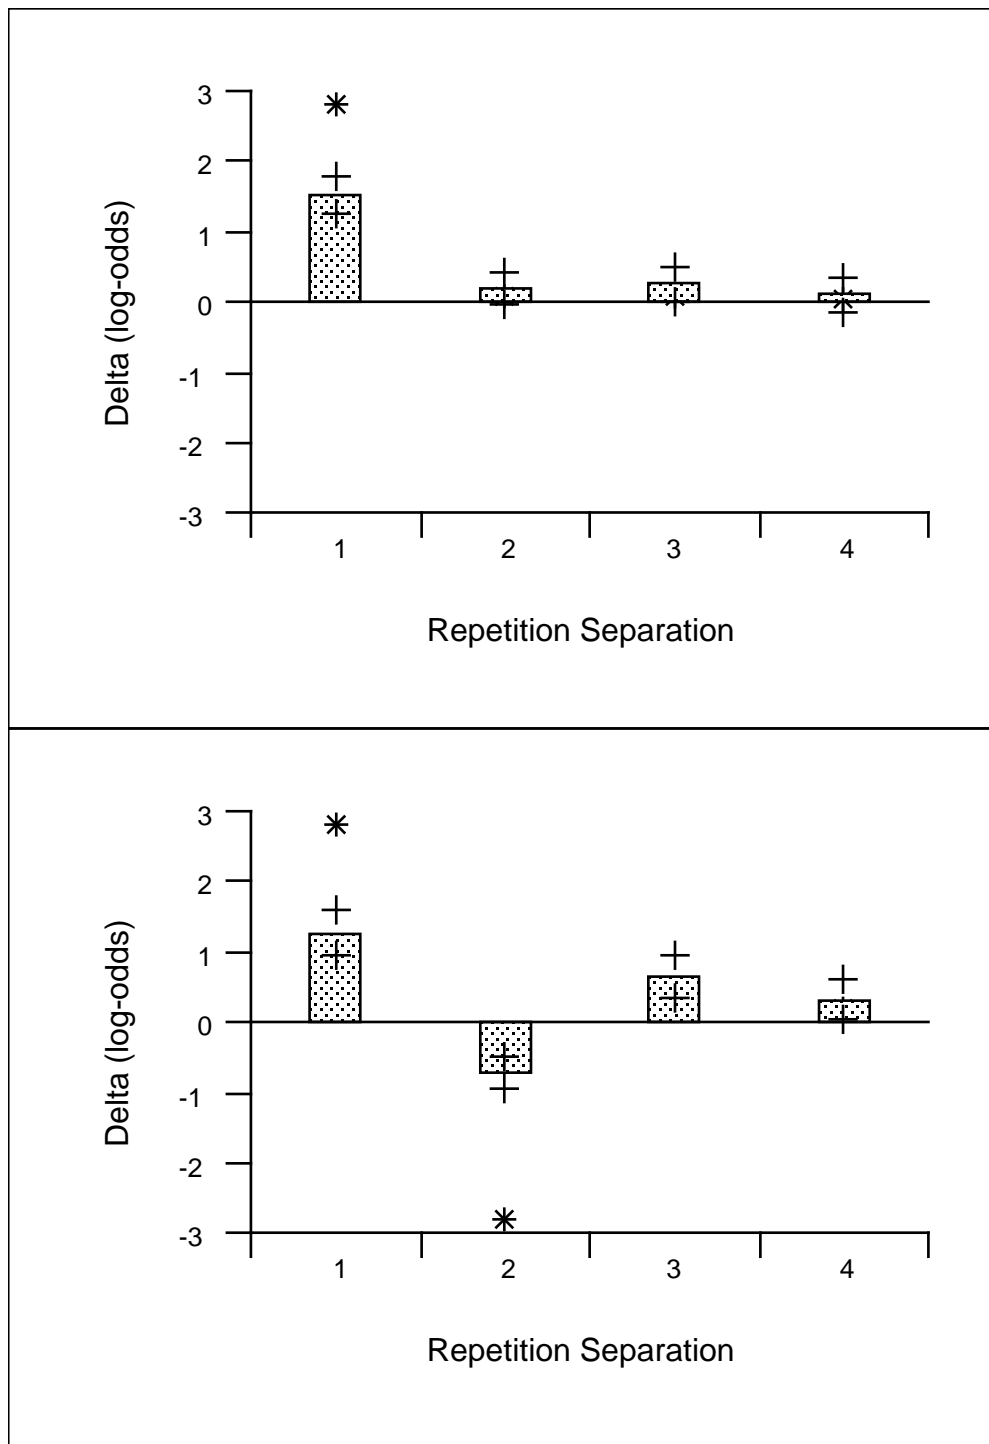 Delta (log-odds)
3
2
1
0
-1
-2
-3
1 2 3 4
Repetition Separation
Delta (log-odds)
3
2
1
0
-1
-2
-3
1 2 3 4
Repetition Separation